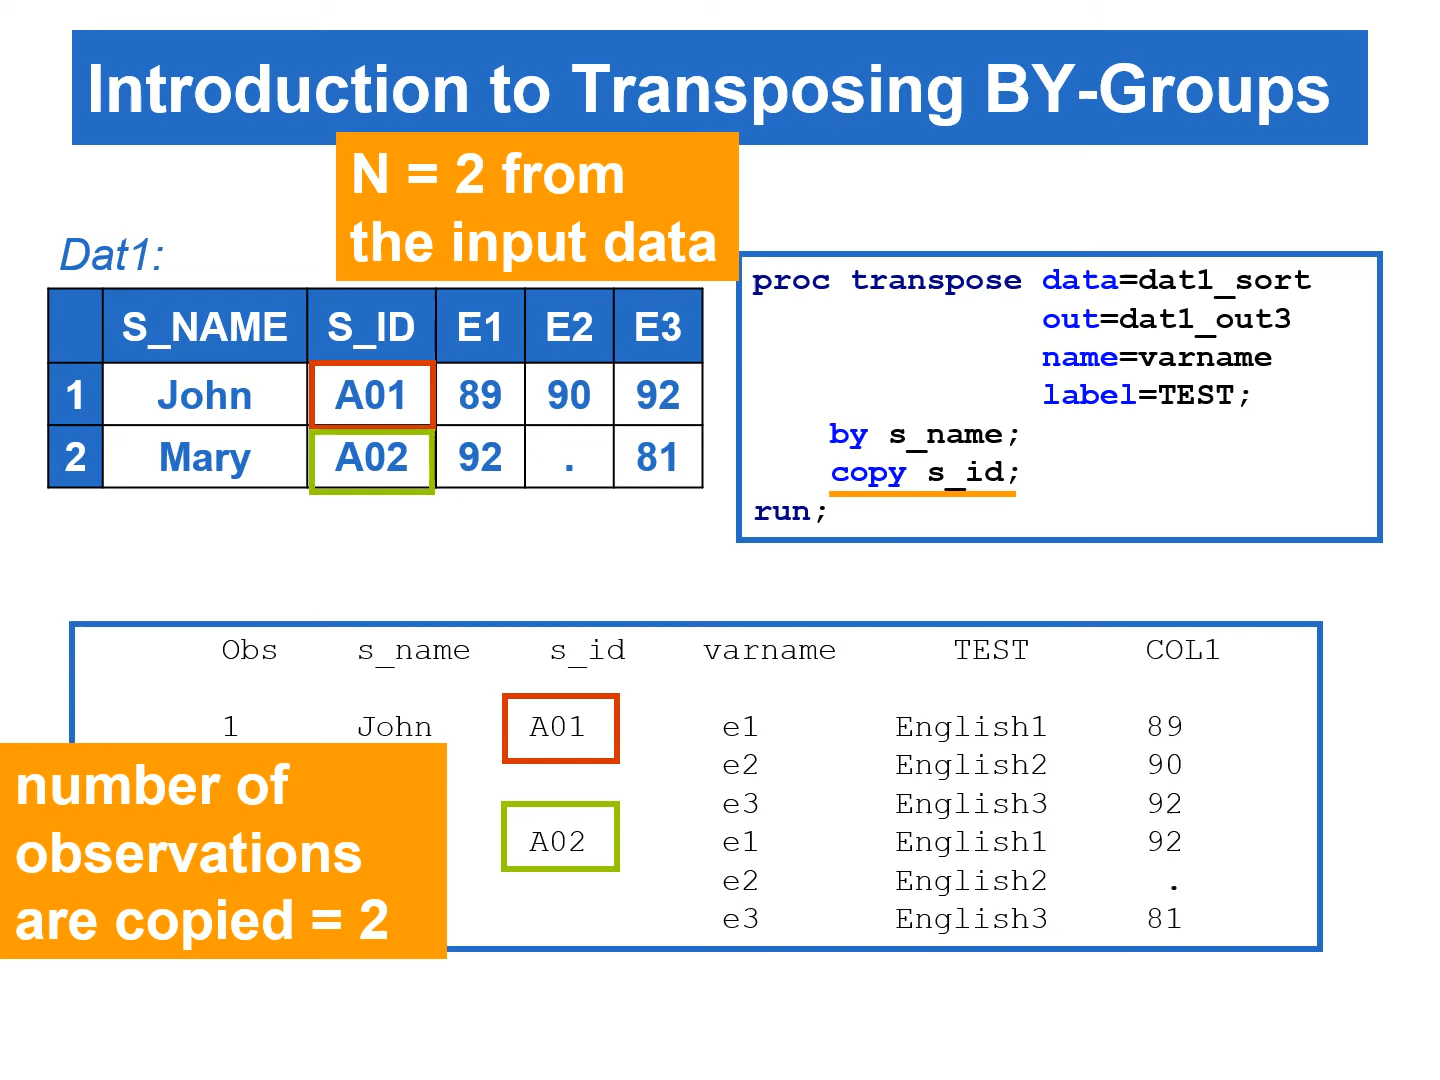 Introduction to Transposing BY-Groups
N = 2 from
the input data
Dat1:
S_NAME S_ID E1 E2 E3
1 John A01 89 90 92
2 Mary A02 92 . 81
proc transpose data=dat1_sort
out=dat1_out3
name=varname
label=TEST;
by s_name;
copy s_id;
run;
Obs s_name s_id varname TEST COL1
1 John A01 e1 English1 89
e2 English2 90
e3 English3 92
A02 e1 English1 92
e2 English2 .
e3 English3 81
number of
observations
are copied = 2